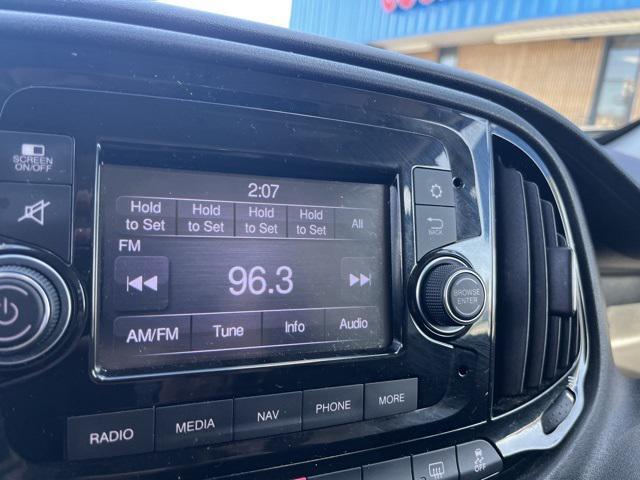 SCREEN
ON/OFF
2:07
Hold to Set Hold to Set Hold to Set Hold to Set All
FM
96.3
AM/FM Tune Info Audio
BACK
BROWSE
ENTER
RADIO MEDIA NAV PHONE MORE
OFF